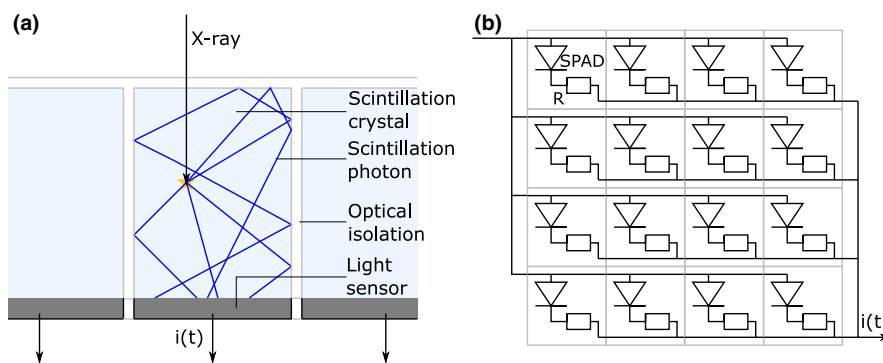 (a)
X-ray
Scintillation
crystal
Scintillation
photon
Optical
isolation
Light
sensor
i(t)
(b)
SPAD
R
i(t